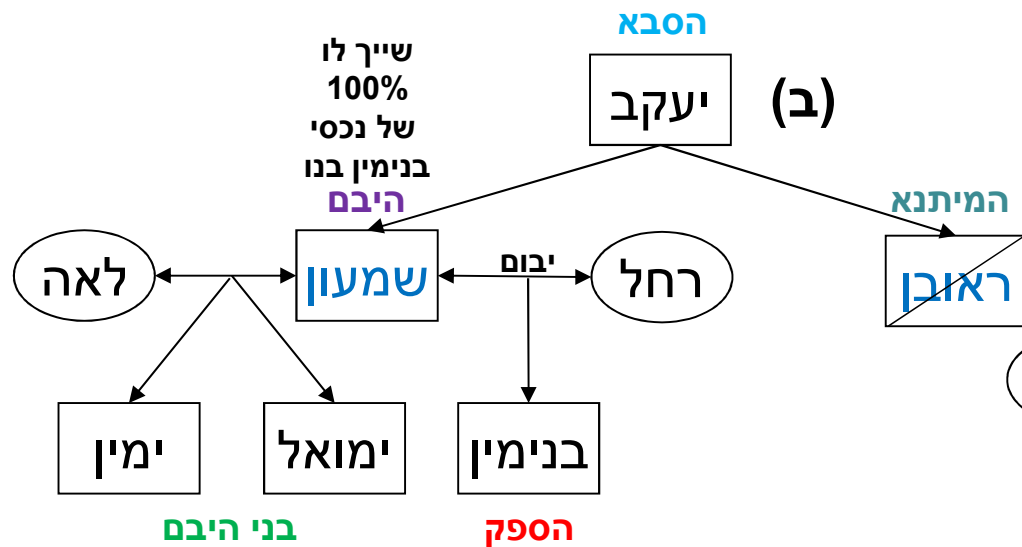 הסבא
יעקב
(ב)
שייך לו
100%
של נכסי
בנימין בנו
היבם
המיתנא
לאה
שמעון
יבום
רחל
ראובן
ימין
ימואל
בנימין
בני היבם
הספק